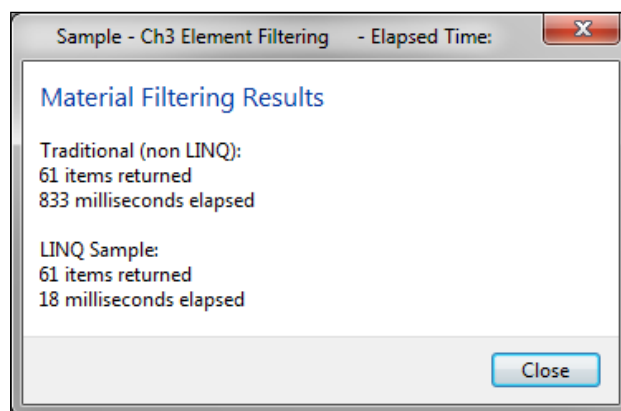 Sample - Ch3 Element Filtering - Elapsed Time:
Material Filtering Results
Traditional (non LINQ):
61 items returned
833 milliseconds elapsed
LINQ Sample:
61 items returned
18 milliseconds elapsed
Close